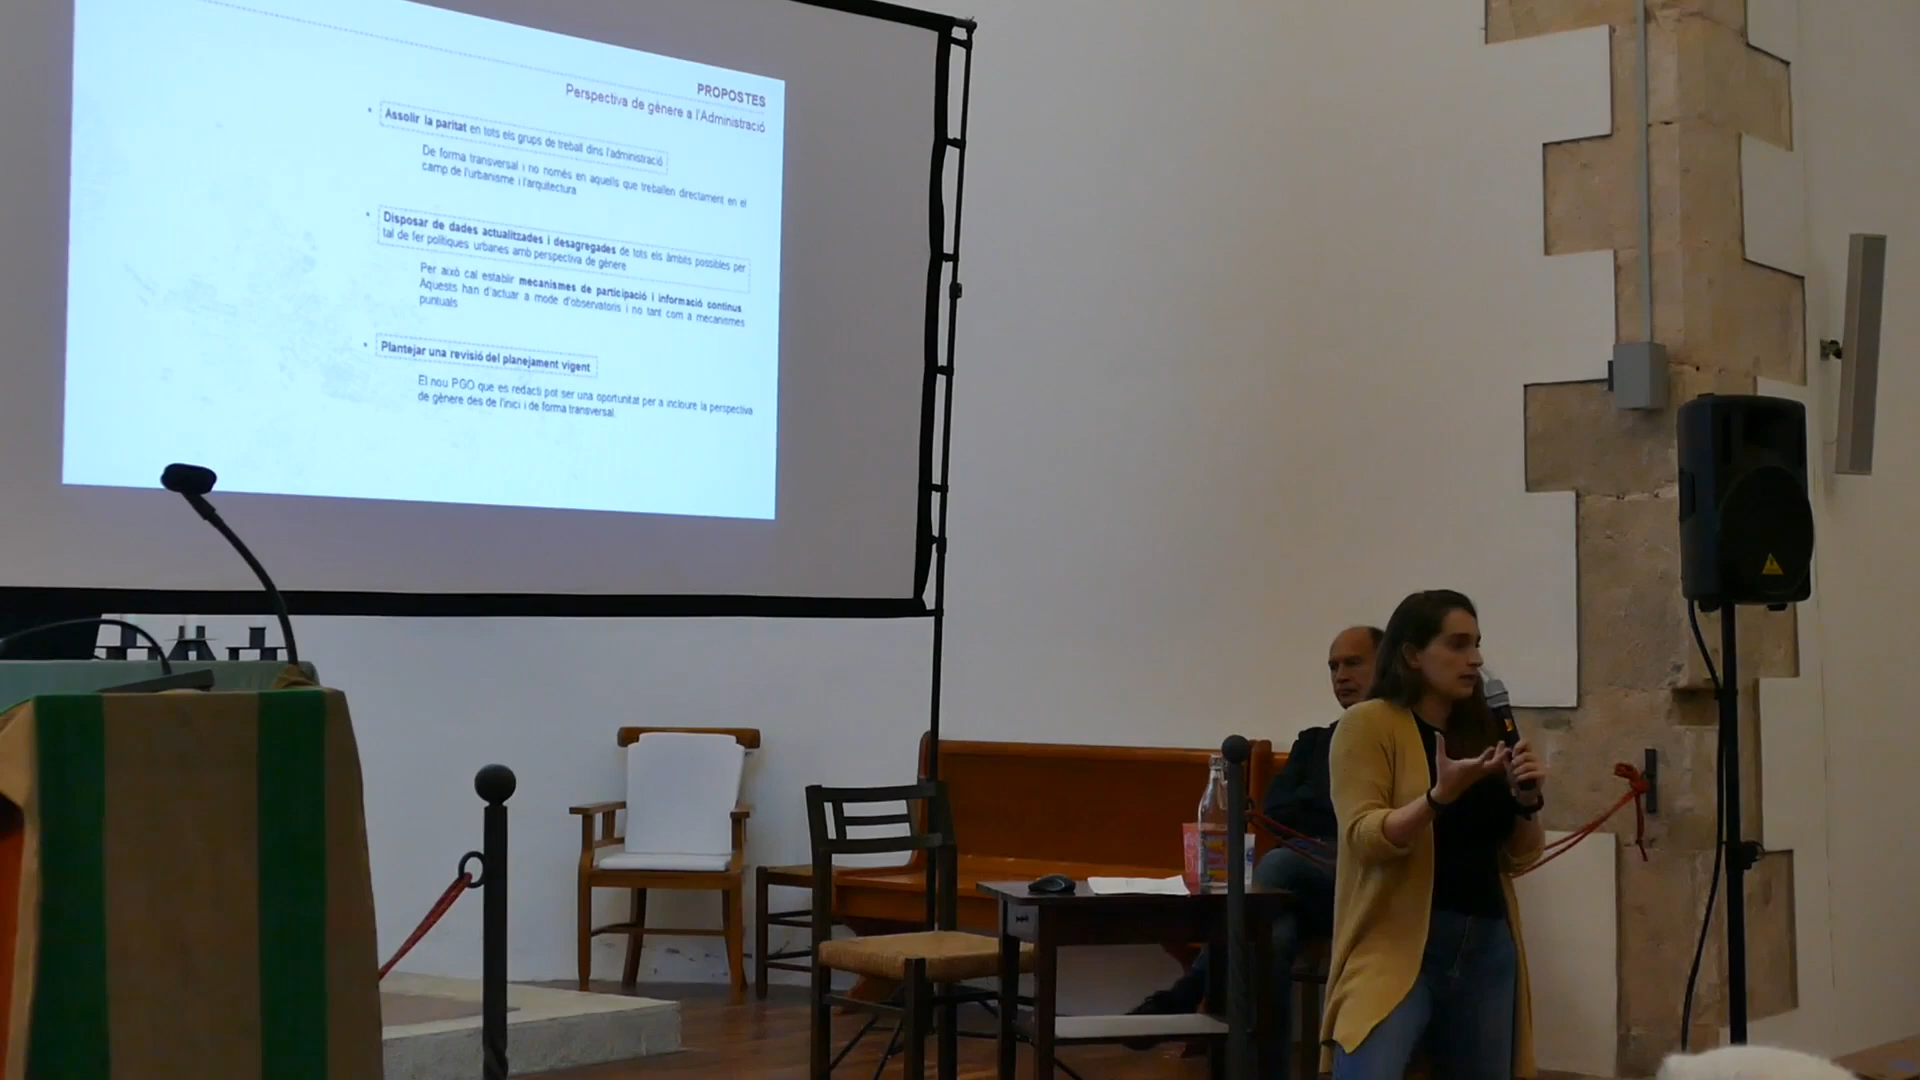 PROPOSTES
Perspectiva de gènere a l'Administració
• Assolir la paritat en tots els grups de treball dins l'administració
De forma transversal i no només en aquells que treballen directament en el
camp de l'urbanisme i l'arquitectura
• Disposar de dades actualitzades i desagregades de tots els àmbits possibles per
tal de fer polítiques urbanes amb perspectiva de gènere
Per això cal establir mecanismes de participació i informació continus
Aquests han d'actuar a mode d'observatoris i no tant com a mecanismes
puntuals
• Plantejar una revisió del planejament vigent
El nou PGO que es redacti pot ser una oportunitat per a incloure la perspectiva
de gènere des de l'inici i de forma transversal